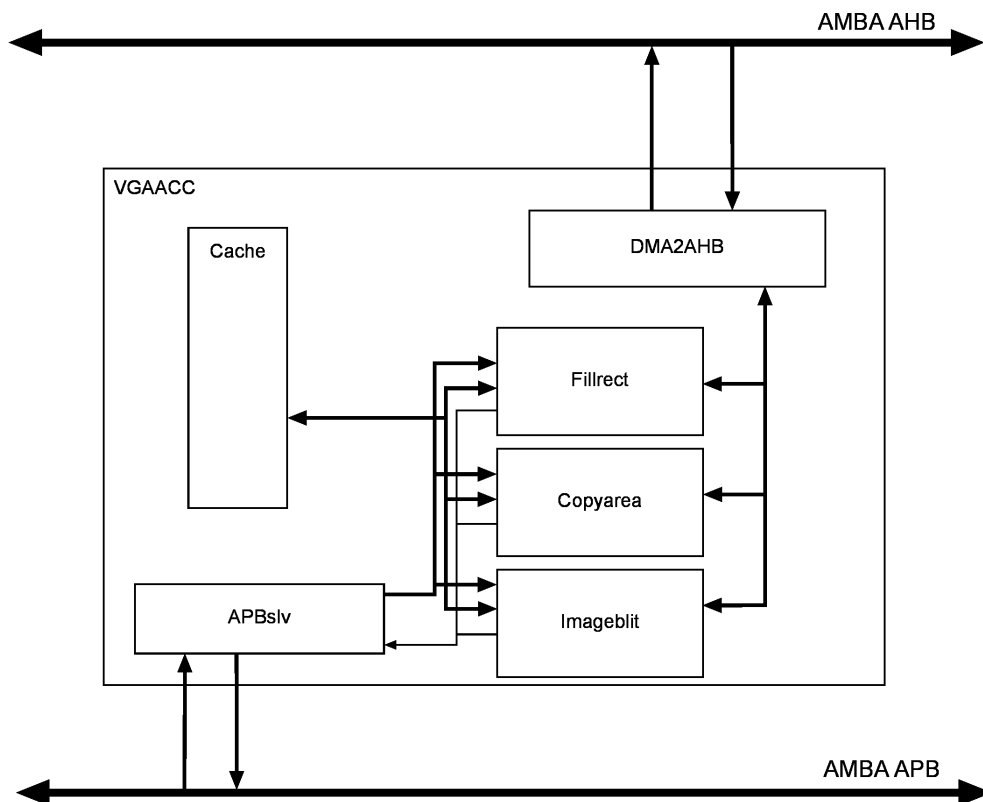 AMBA AHB
VGAACC
Cache
DMA2AHB
Fillrect
Copyarea
Imageblit
APBslv
AMBA APB